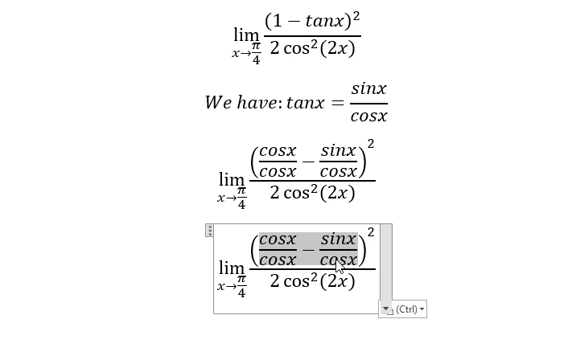 lim x→π/4 (1 − tanx)² / 2 cos²(2x)
We have: tanx = sinx/cosx
lim x→π/4 (cosx/cosx − sinx/cosx)² / 2 cos²(2x)
lim x→π/4 (cosx/cosx − sinx/cosx)² / 2 cos²(2x)
(Ctrl)